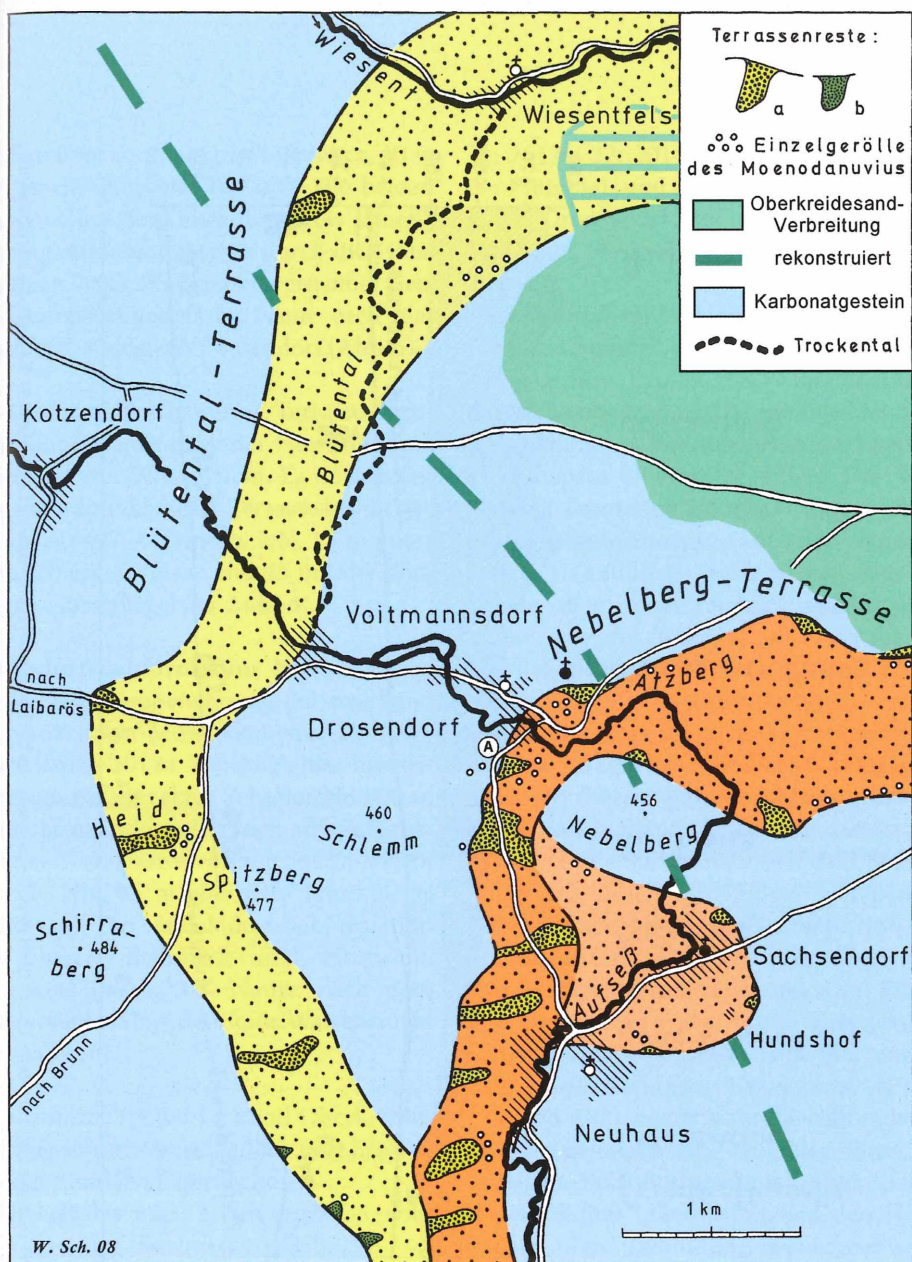 Terrassenreste :
a
b
Einzelgerölle
des Moenodanuvius
Oberkreidesand-
Verbreitung
rekonstruiert
Karbonatgestein
Trockental
Wiesent
Wiesentfels
Blütental-Terrasse
Blütental
Kotzendorf
Voitmannsdorf
Nebelberg-Terrasse
Atzberg
nach
Laibarös
Drosendorf
A
456
Nebelberg
460
Schlemm
Heid
Spitzberg
477
Schirra-
berg
484
Aufseß
Sachsendorf
Hundshof
nach Brunn
Neuhaus
1 km
W. Sch. 08